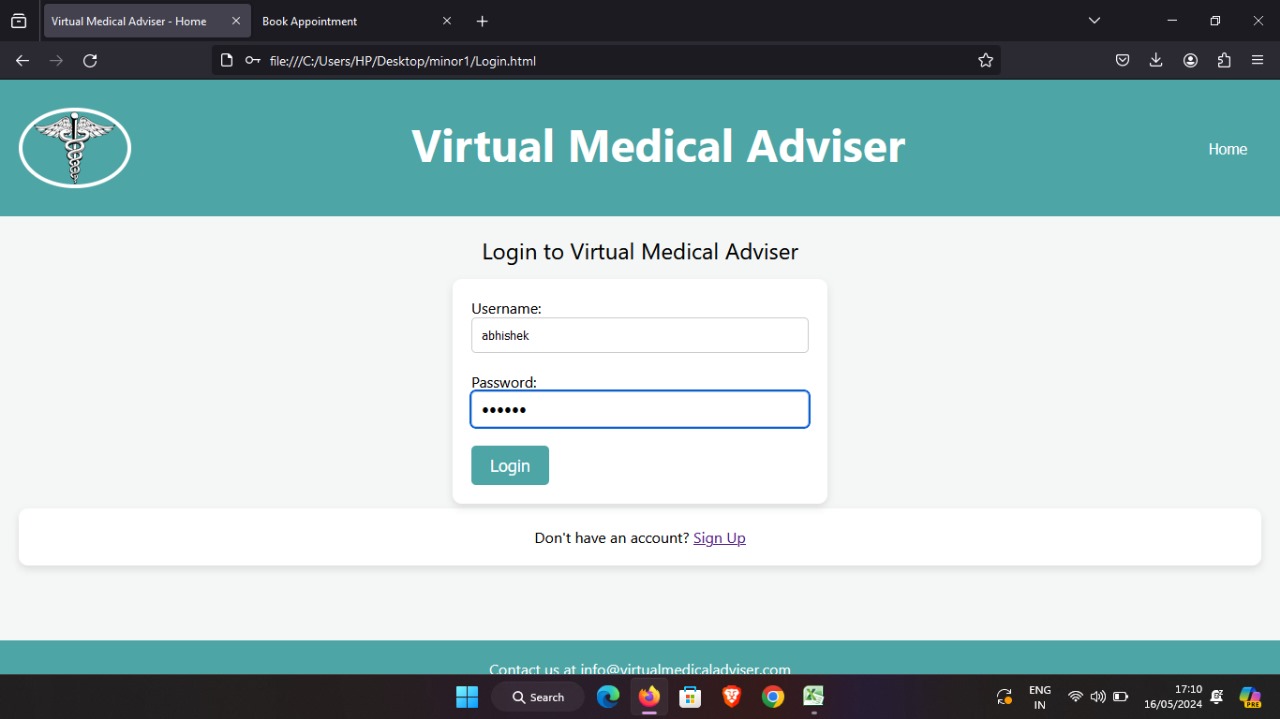 Virtual Medical Adviser - Home
Book Appointment
file:///C:/Users/HP/Desktop/minor1/Login.html
Virtual Medical Adviser
Home
Login to Virtual Medical Adviser
Username:
abhishek
Password:
••••••
Login
Don't have an account? Sign Up
Contact us at info@virtualmedicaladviser.com
Search
ENG
IN
17:10
16/05/2024
PRE